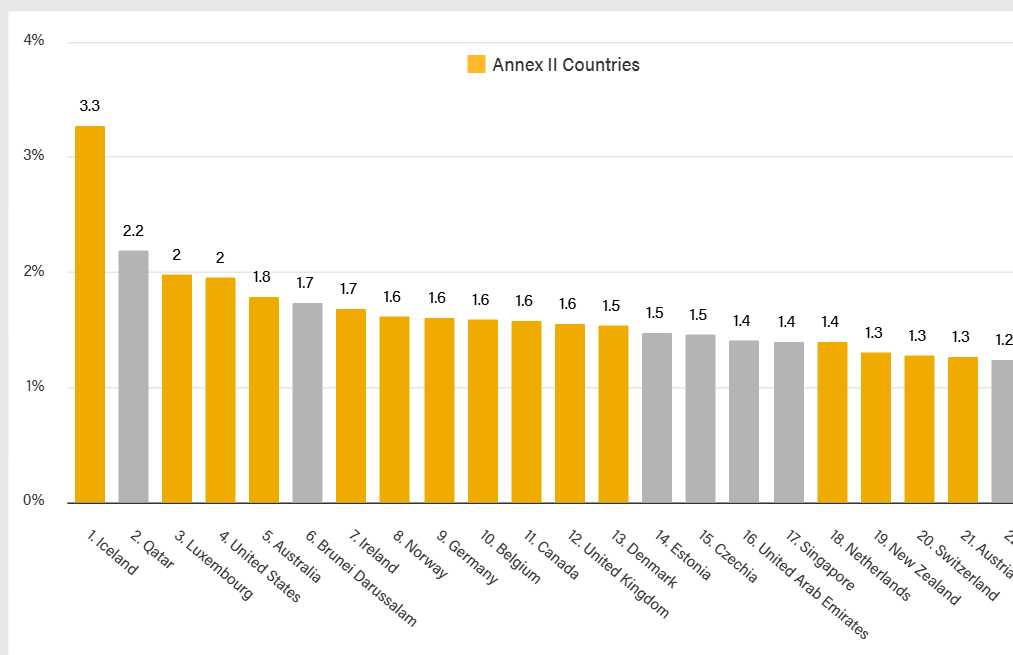 4%
Annex II Countries
3.3
3%
2.2
2
2
2%
1.8
1.7
1.7
1.6
1.6
1.6
1.6
1.6
1.5
1.5
1.5
1.4
1.4
1.4
1.3
1.3
1.3
1.2
1%
0%
1. Iceland
2. Qatar
3. Luxembourg
4. United States
5. Australia
6. Brunei Darussalam
7. Ireland
8. Norway
9. Germany
10. Belgium
11. Canada
12. United Kingdom
13. Denmark
14. Estonia
15. Czechia
16. United Arab Emirates
17. Singapore
18. Netherlands
19. New Zealand
20. Switzerland
21. Austria